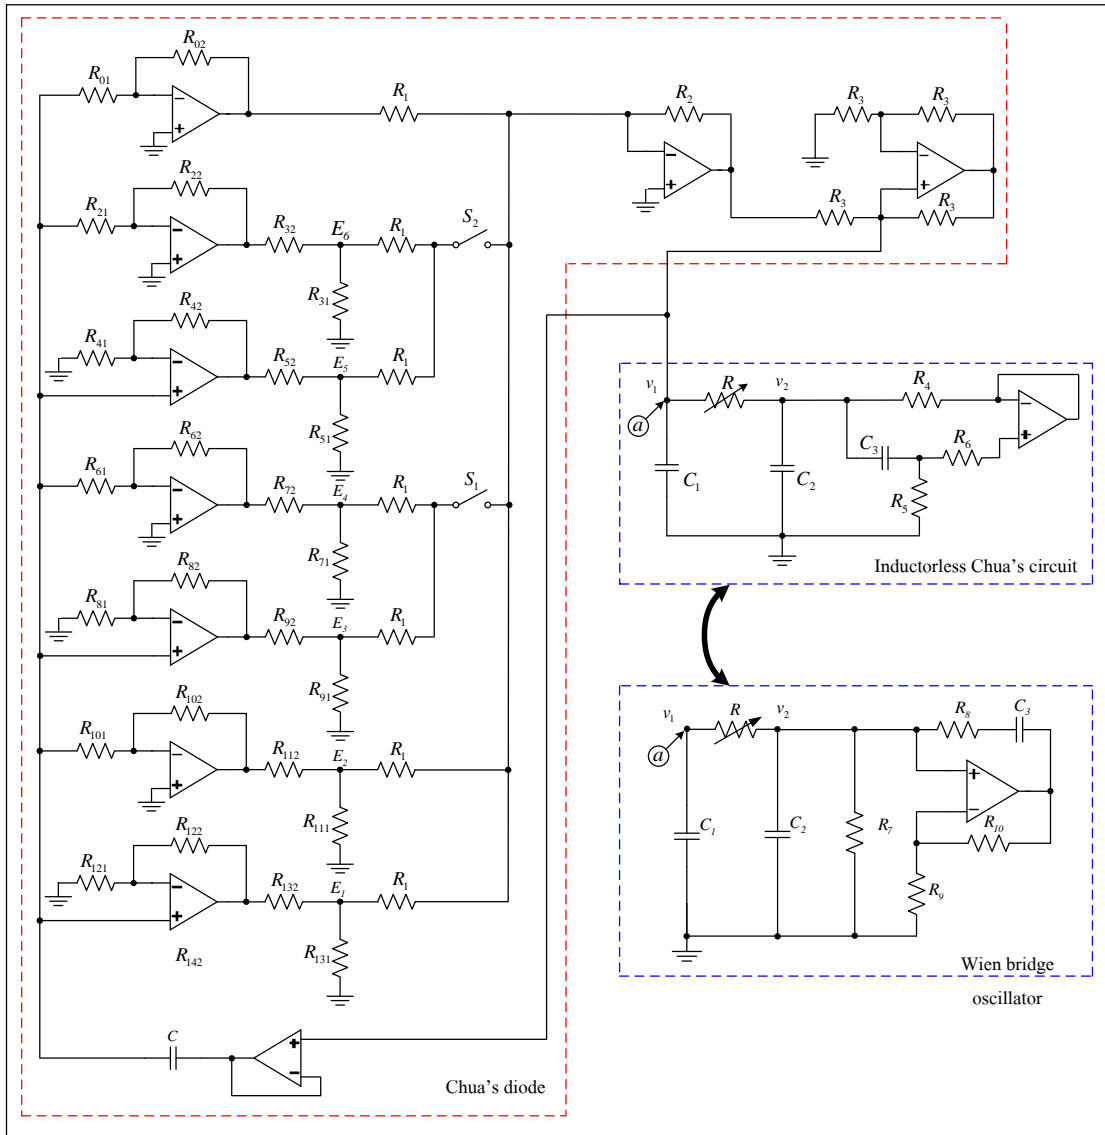 R02
R01
R1
R2
R3
R3
R3
R3
R22
R21
R32
E6
R1
S2
R31
R42
R41
R52
E5
R1
R51
R62
R61
R72
E4
R1
S1
R71
R82
R81
R92
E3
R1
R91
R102
R101
R112
E2
R1
R111
R122
R121
R132
E1
R1
R142
R131
C
Chua's diode
v1
R
v2
R4
a
C3
R6
C1
C2
R5
Inductorless Chua's circuit
v1
R
v2
R8
C3
a
C1
C2
R7
R10
R9
Wien bridge
oscillator